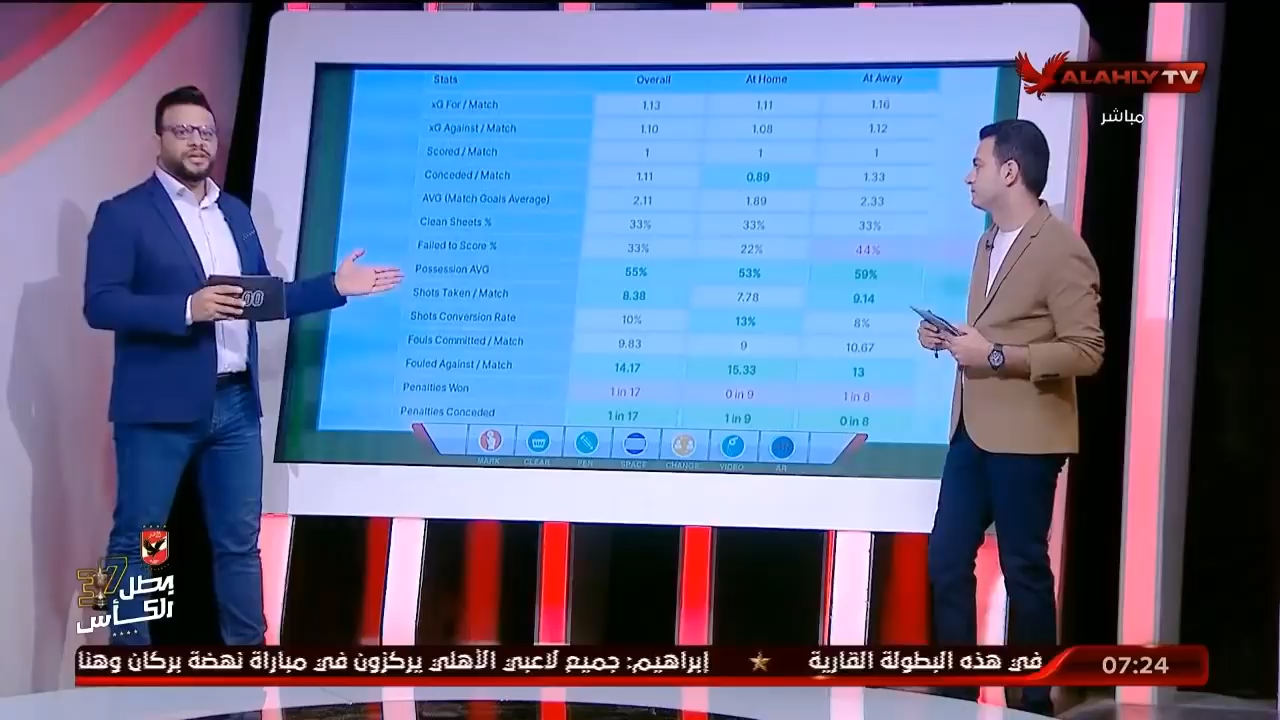 Stats Overall At Home At Away
xG For / Match 1.13 1.11 1.16
xG Against / Match 1.10 1.08 1.12
Scored / Match 1 1 1
Conceded / Match 1.11 0.89 1.33
AVG (Match Goals Average) 2.11 1.89 2.33
Clean Sheets % 33% 33% 33%
Failed to Score % 33% 22% 44%
Possession AVG 55% 53% 59%
Shots Taken / Match 8.38 7.78 9.14
Shots Conversion Rate 10% 13% 8%
Fouls Committed / Match 9.83 9 10.67
Fouled Against / Match 14.17 15.33 13
Penalties Won 1 in 17 0 in 9 1 in 8
Penalties Conceded 1 in 17 1 in 9 0 in 8
MARK CLEAR PEN SPACE CHANGE VIDEO AR
ALAHLY TV
مباشر
37
بطل
الكأس
في هذه البطولة القارية ★ إبراهيم: جميع لاعبي الأهلي يركزون في مباراة نهضة بركان وهنا
07:24